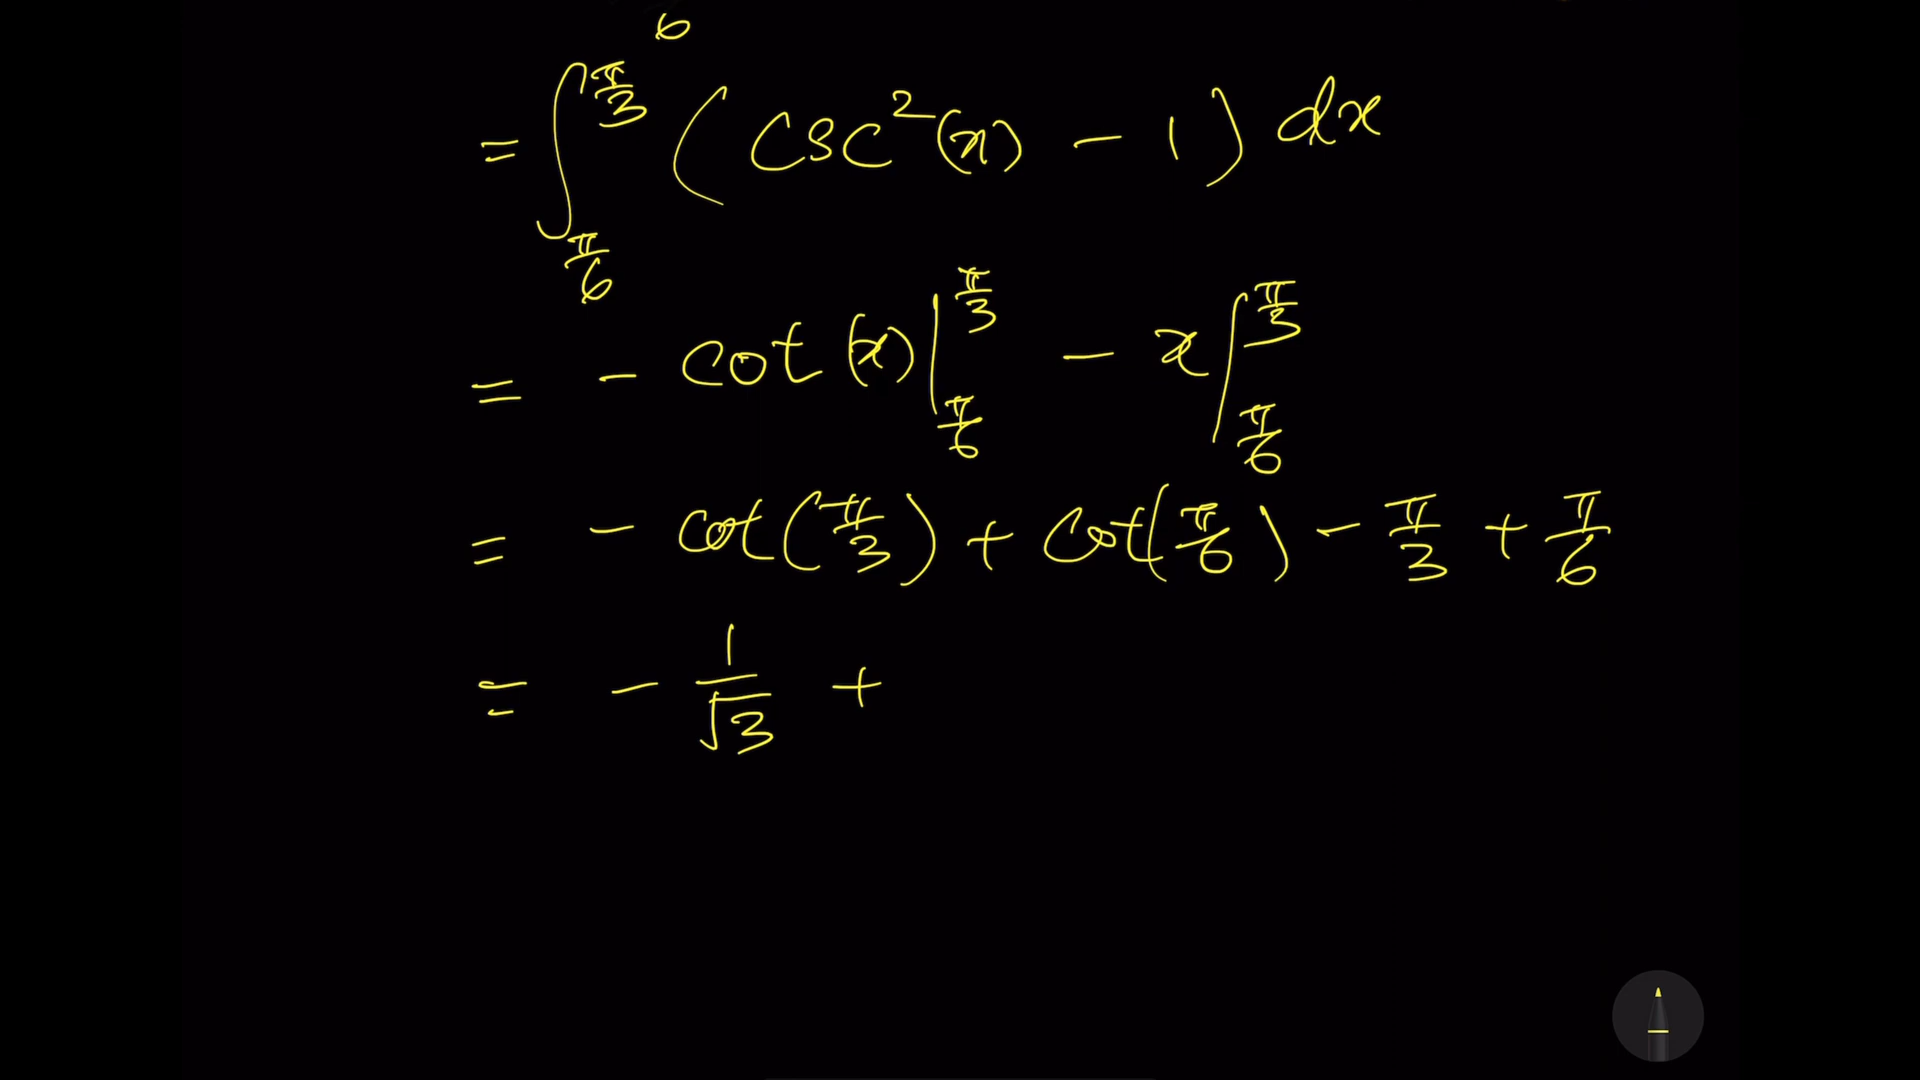 6
= ∫_{π/6}^{π/3} ( csc²(x) - 1 ) dx
= - cot(x) |_{π/6}^{π/3} - x |_{π/6}^{π/3}
= - cot(π/3) + cot(π/6) - π/3 + π/6
= - 1/√3 +